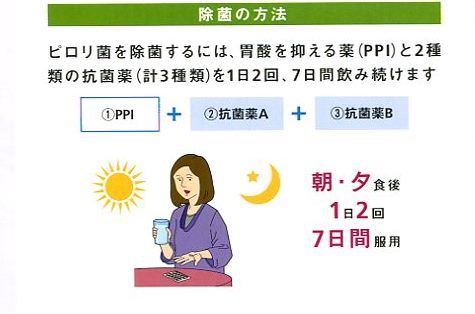 除菌の方法
ピロリ菌を除菌するには、胃酸を抑える薬(PPI)と2種
類の抗菌薬(計3種類)を1日2回、7日間飲み続けます
①PPI + ②抗菌薬A + ③抗菌薬B
朝・夕食後
1日2回
7日間服用